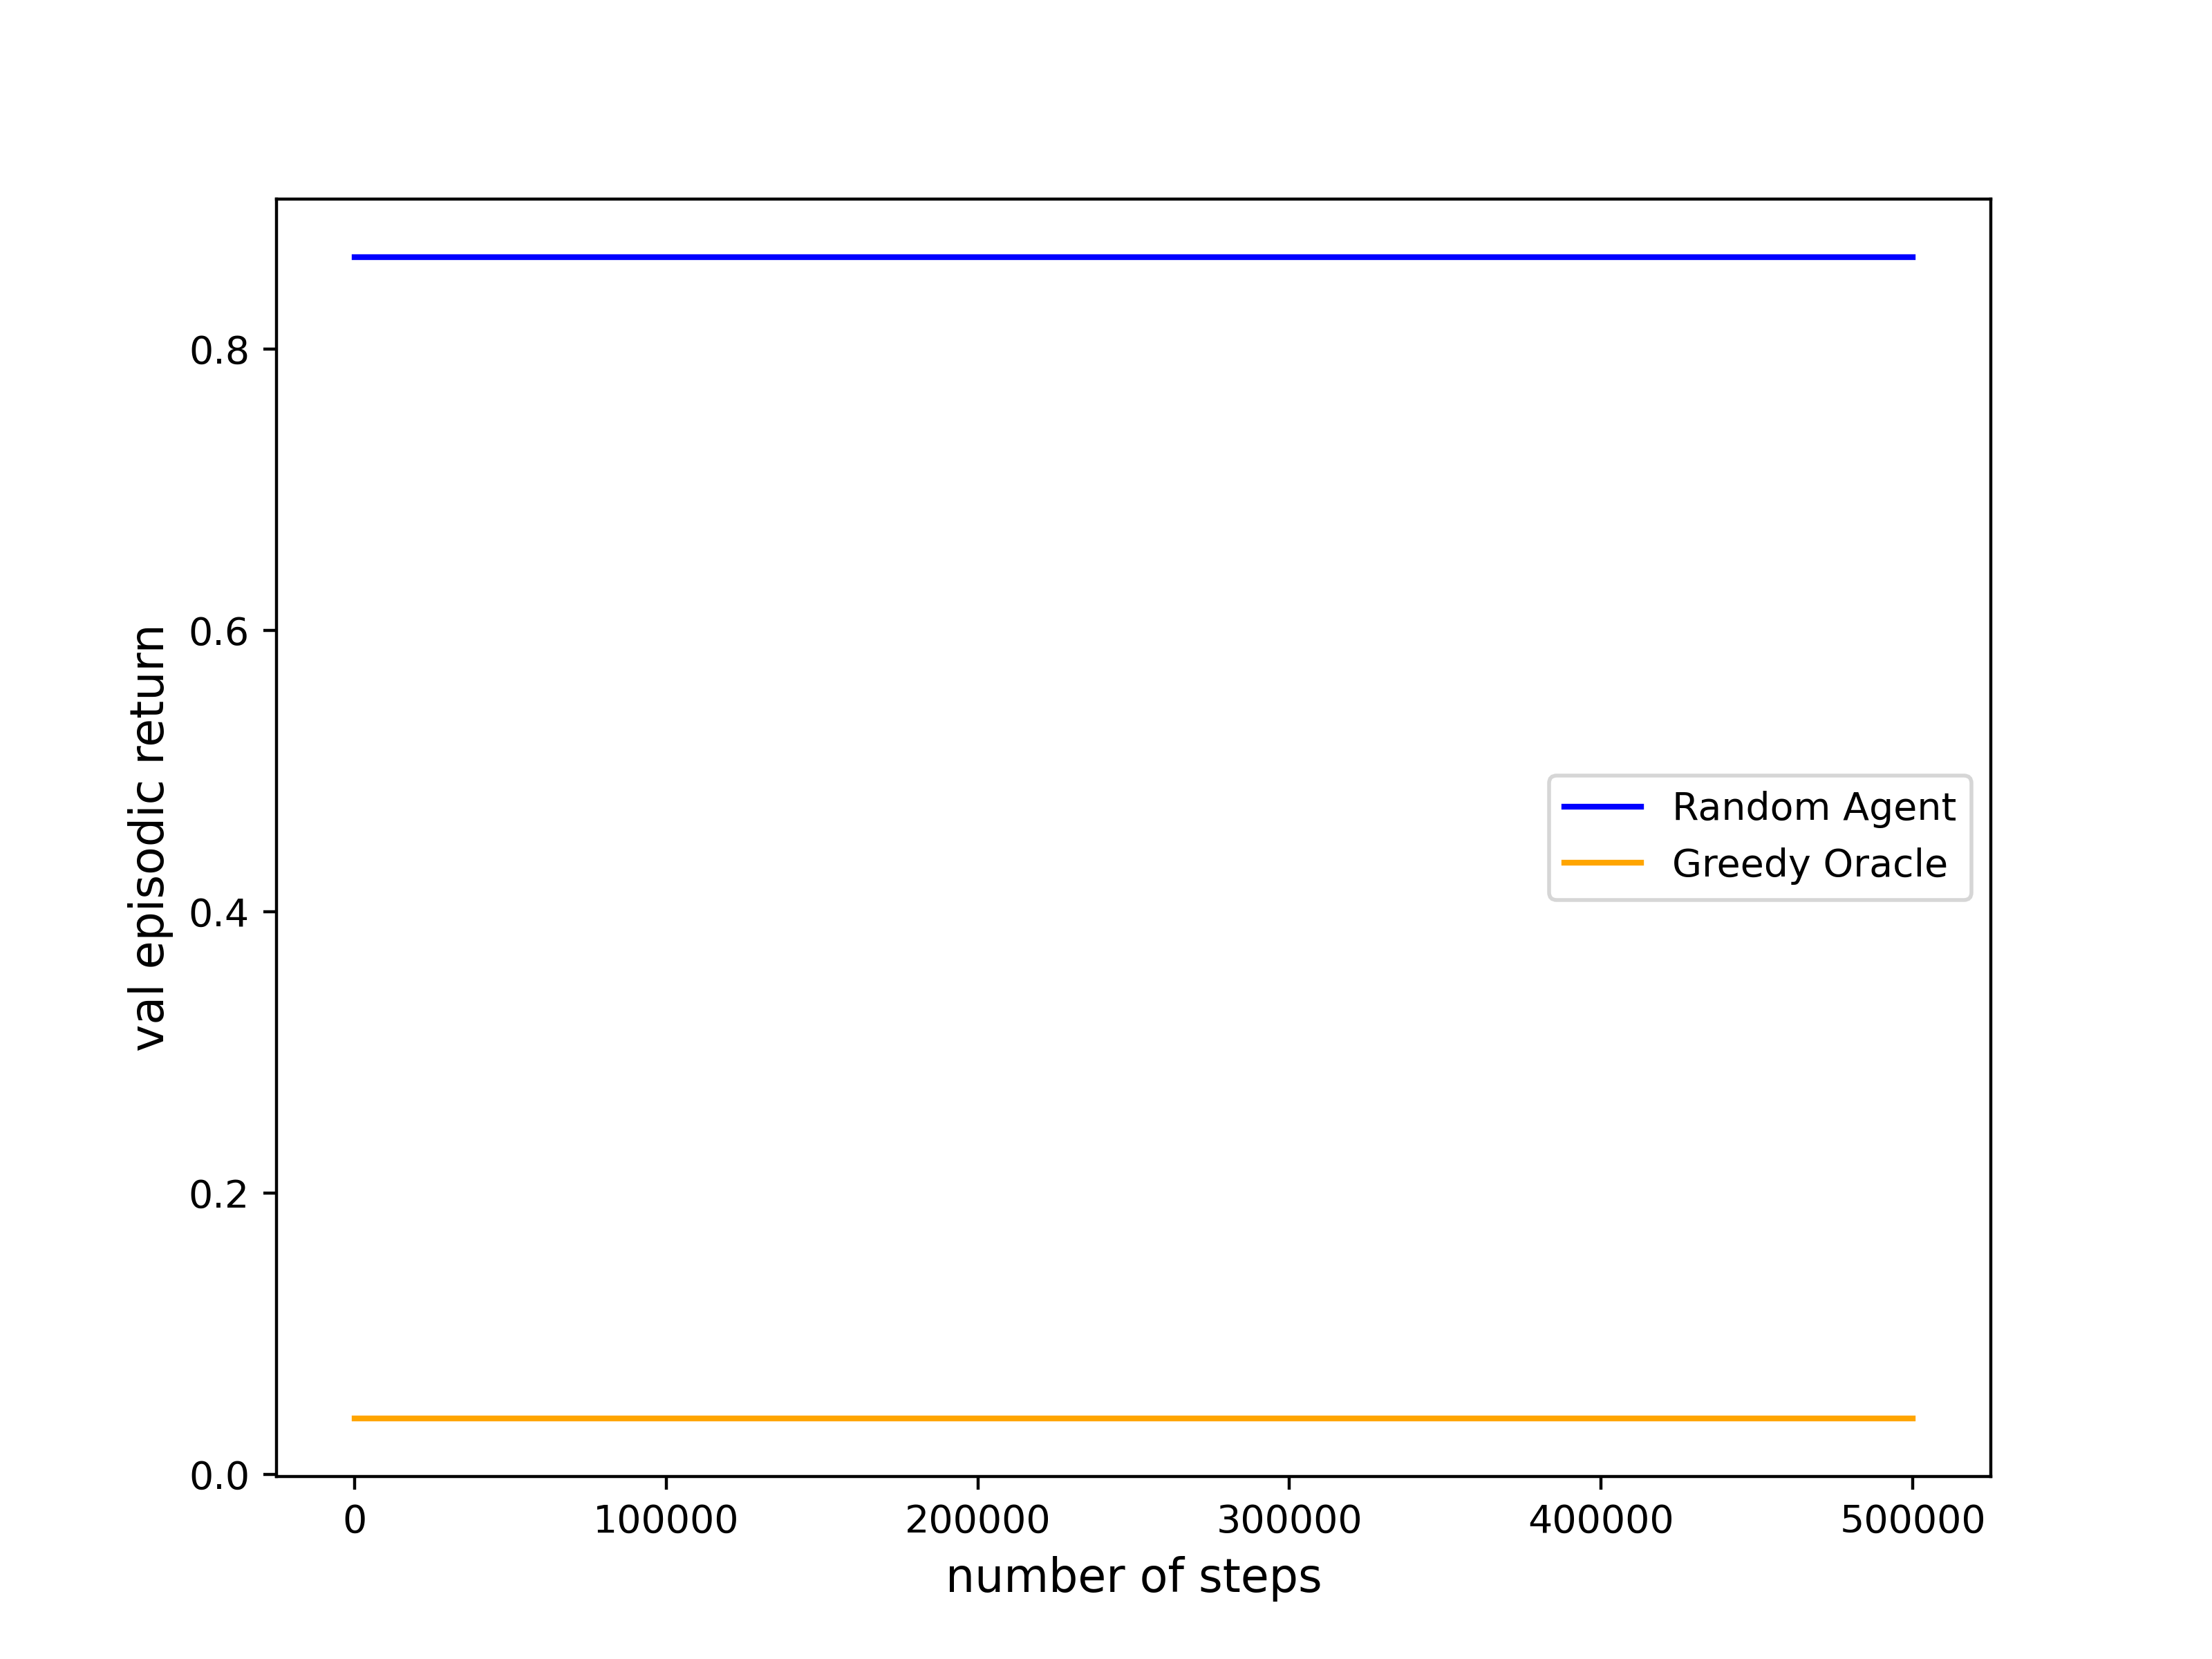 0.8
0.6
0.4
0.2
0.0
val episodic return
Random Agent
Greedy Oracle
0 100000 200000 300000 400000 500000
number of steps